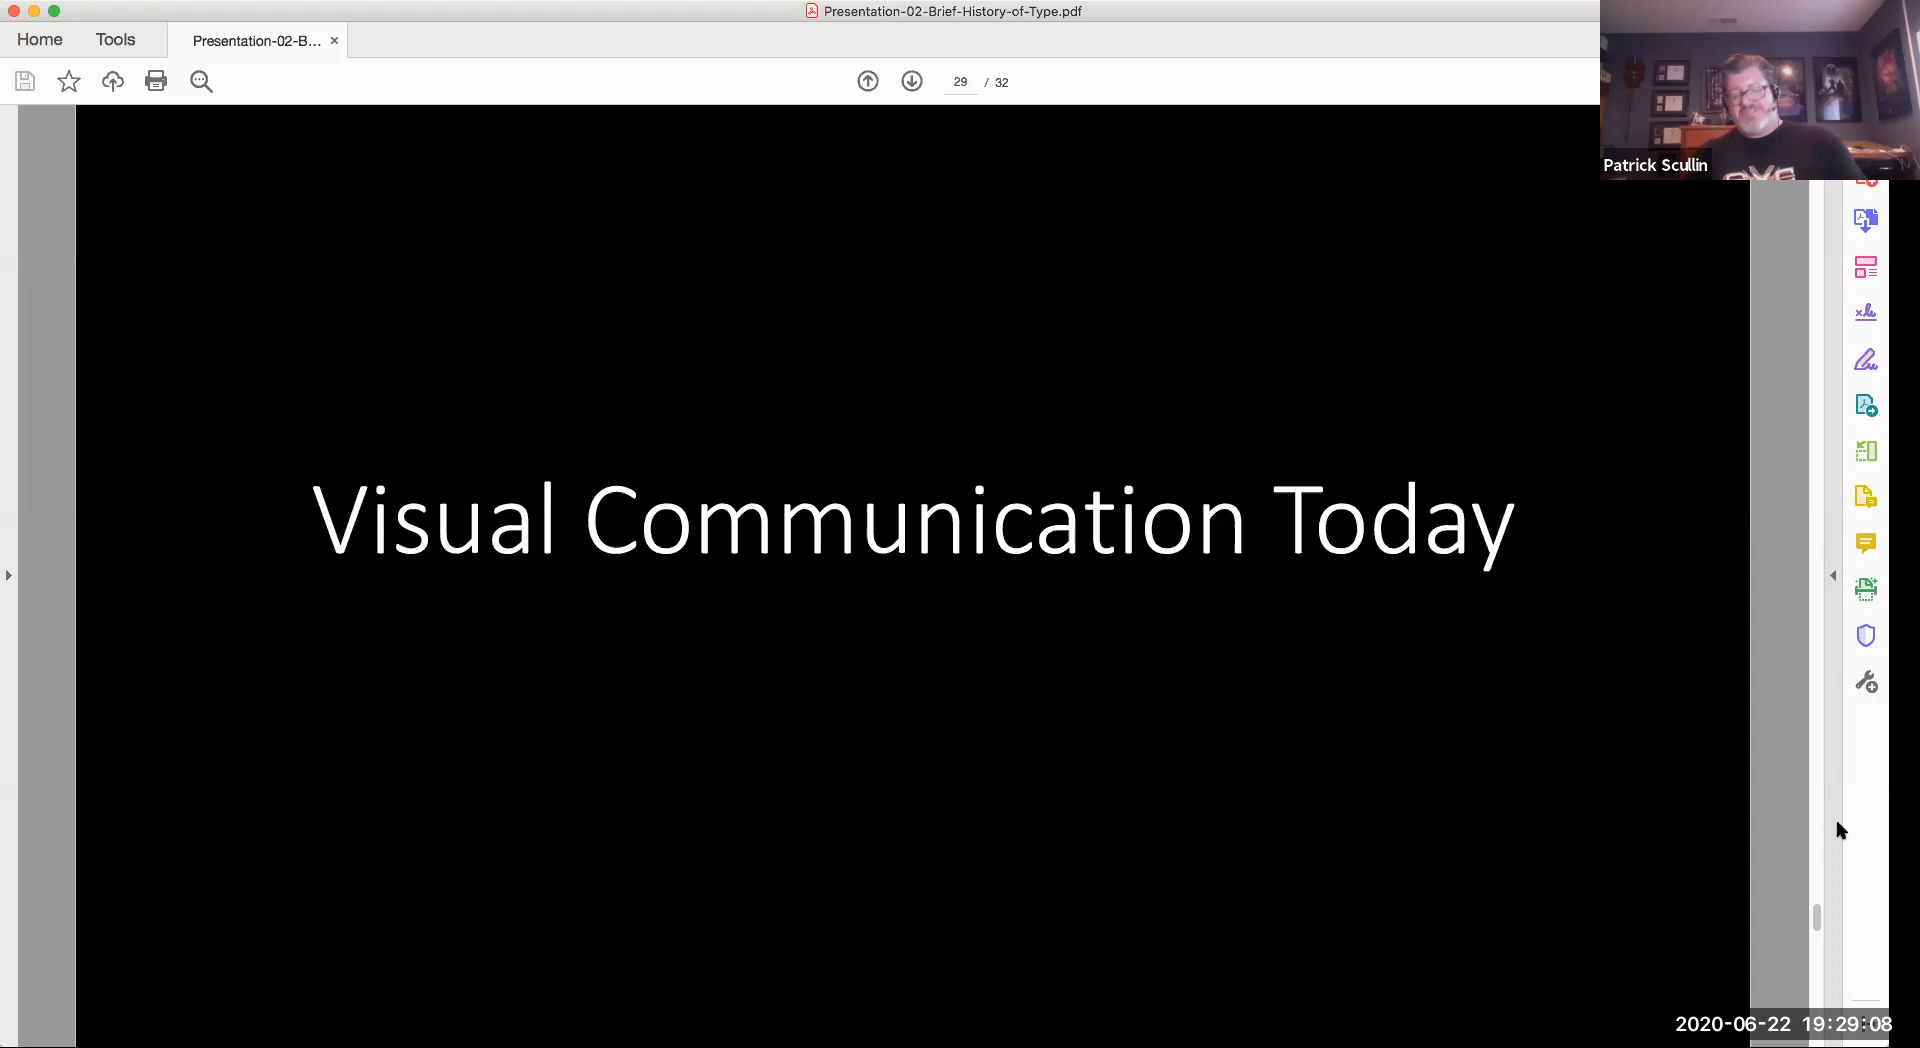 Presentation-02-Brief-History-of-Type.pdf
Home
Tools
Presentation-02-B... ×
29 / 32
Patrick Scullin
Visual Communication Today
2020-06-22 19:29:08